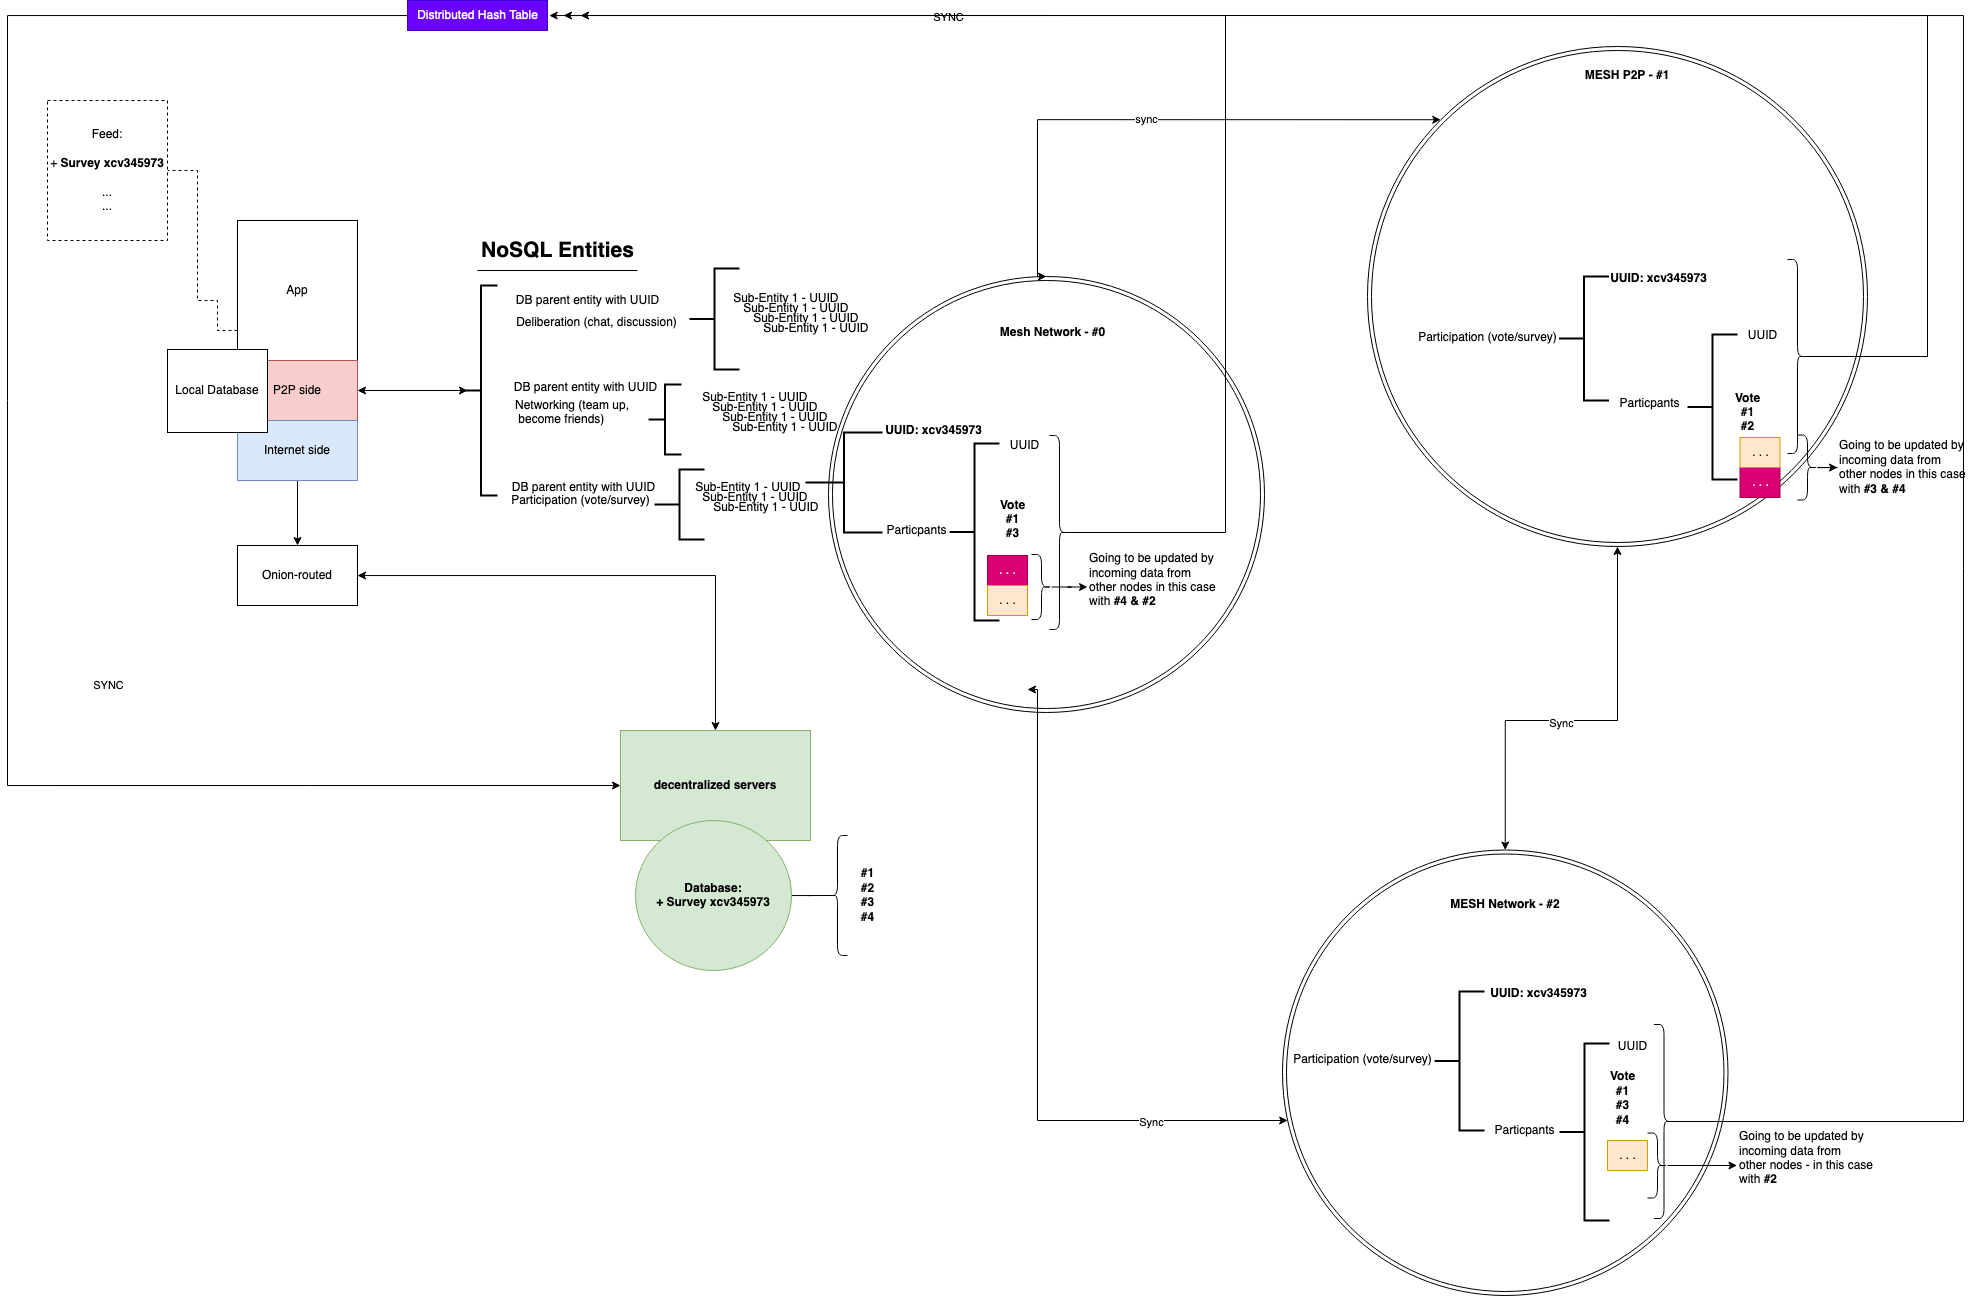 Distributed Hash Table
SYNC
MESH P2P - #1
Feed:
+ Survey xcv345973
...
...
sync
App
NoSQL Entities
DB parent entity with UUID
Deliberation (chat, discussion)
Sub-Entity 1 - UUID
Sub-Entity 1 - UUID
Sub-Entity 1 - UUID
Sub-Entity 1 - UUID
Local Database
P2P side
Internet side
DB parent entity with UUID
Networking (team up,
become friends)
Sub-Entity 1 - UUID
Sub-Entity 1 - UUID
Sub-Entity 1 - UUID
Sub-Entity 1 - UUID
DB parent entity with UUID
Participation (vote/survey)
Sub-Entity 1 - UUID
Sub-Entity 1 - UUID
Sub-Entity 1 - UUID
Mesh Network - #0
UUID: xcv345973
UUID
Particpants
Vote
#1
#3
...
...
Going to be updated by
incoming data from
other nodes in this case
with #4 & #2
UUID: xcv345973
Participation (vote/survey)
UUID
Particpants
Vote
#1
#2
...
...
Going to be updated by
incoming data from
other nodes in this case
with #3 & #4
Onion-routed
SYNC
decentralized servers
Database:
+ Survey xcv345973
#1
#2
#3
#4
Sync
Sync
MESH Network - #2
UUID: xcv345973
Participation (vote/survey)
UUID
Particpants
Vote
#1
#3
#4
...
Going to be updated by
incoming data from
other nodes - in this case
with #2